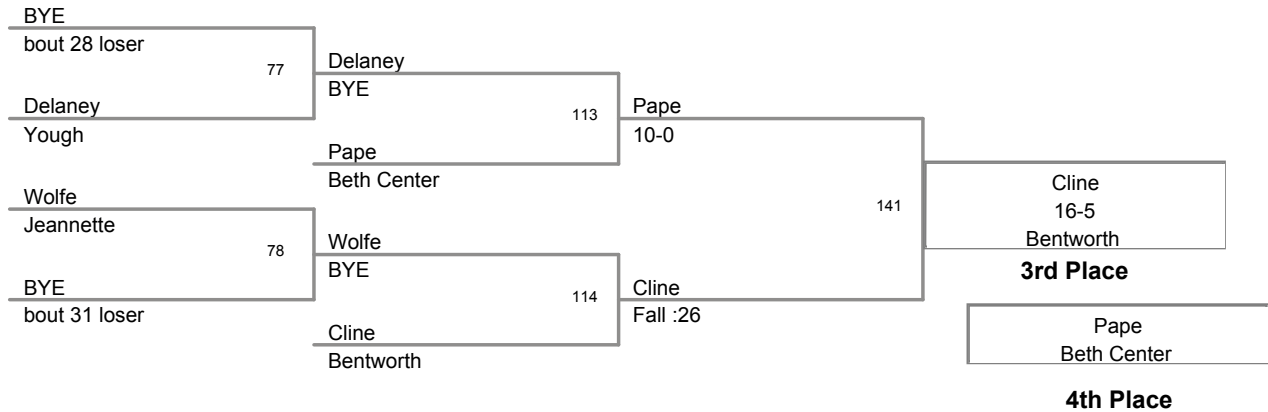 BYE
bout 28 loser
77
Delaney
Yough
Wolfe
Jeannette
78
BYE
bout 31 loser
Delaney
BYE
113
Pape
Beth Center
Wolfe
BYE
114
Cline
Bentworth
Pape
10-0
141
Cline
Fall :26
Cline
16-5
Bentworth
3rd Place
Pape
Beth Center
4th Place